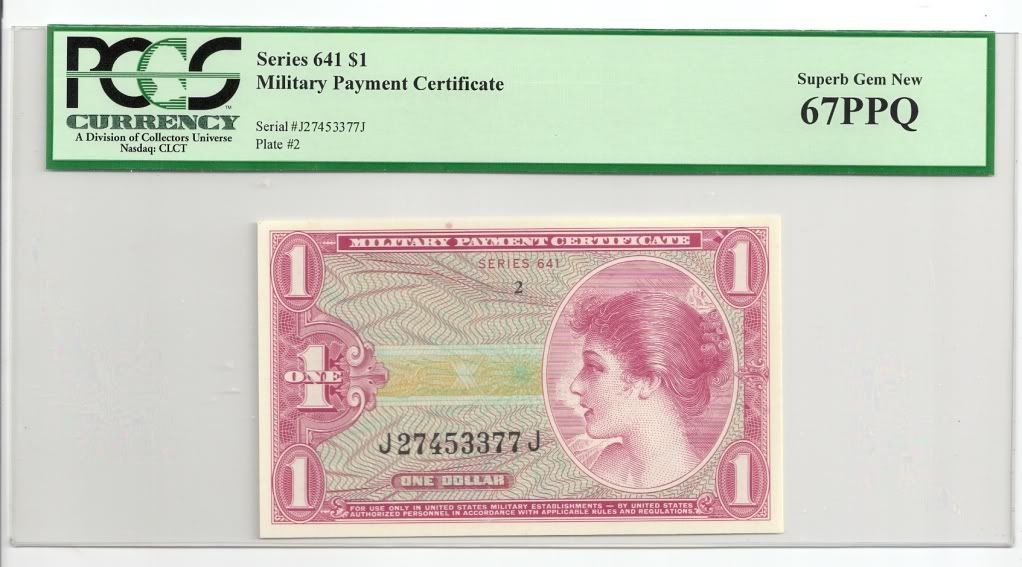 PCGS
™
CURRENCY
A Division of Collectors Universe
Nasdaq: CLCT
Series 641 $1
Military Payment Certificate
Serial #J27453377J
Plate #2
Superb Gem New
67PPQ
MILITARY PAYMENT CERTIFICATE
1
1
SERIES 641
2
1
ONE
J27453377J
ONE DOLLAR
1
1
FOR USE ONLY IN UNITED STATES MILITARY ESTABLISHMENTS — BY UNITED STATES
AUTHORIZED PERSONNEL IN ACCORDANCE WITH APPLICABLE RULES AND REGULATIONS.